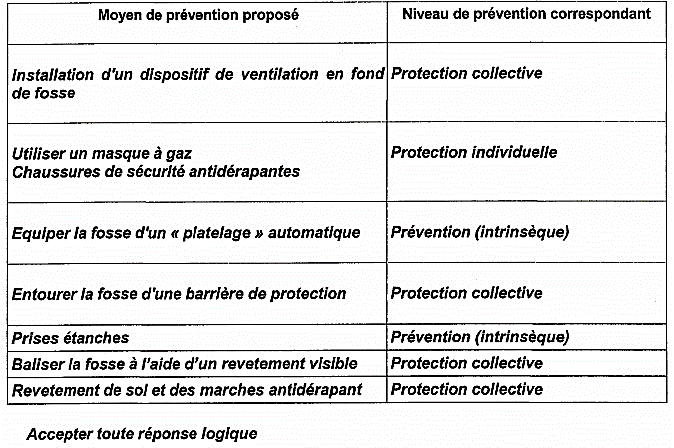 Moyen de prévention proposé
Niveau de prévention correspondant
Installation d'un dispositif de ventilation en fond
de fosse
Protection collective
Utiliser un masque à gaz
Chaussures de sécurité antidérapantes
Protection individuelle
Equiper la fosse d'un « platelage » automatique
Prévention (intrinsèque)
Entourer la fosse d'une barrière de protection
Protection collective
Prises étanches
Prévention (intrinsèque)
Baliser la fosse à l'aide d'un revetement visible
Protection collective
Revetement de sol et des marches antidérapant
Protection collective
Accepter toute réponse logique